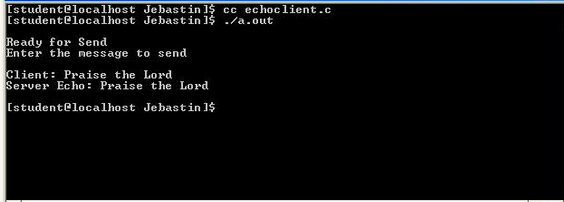 [student@localhost Jebastin]$ cc echoclient.c
[student@localhost Jebastin]$ ./a.out
Ready for Send
Enter the message to send
Client: Praise the Lord
Server Echo: Praise the Lord
[student@localhost Jebastin]$